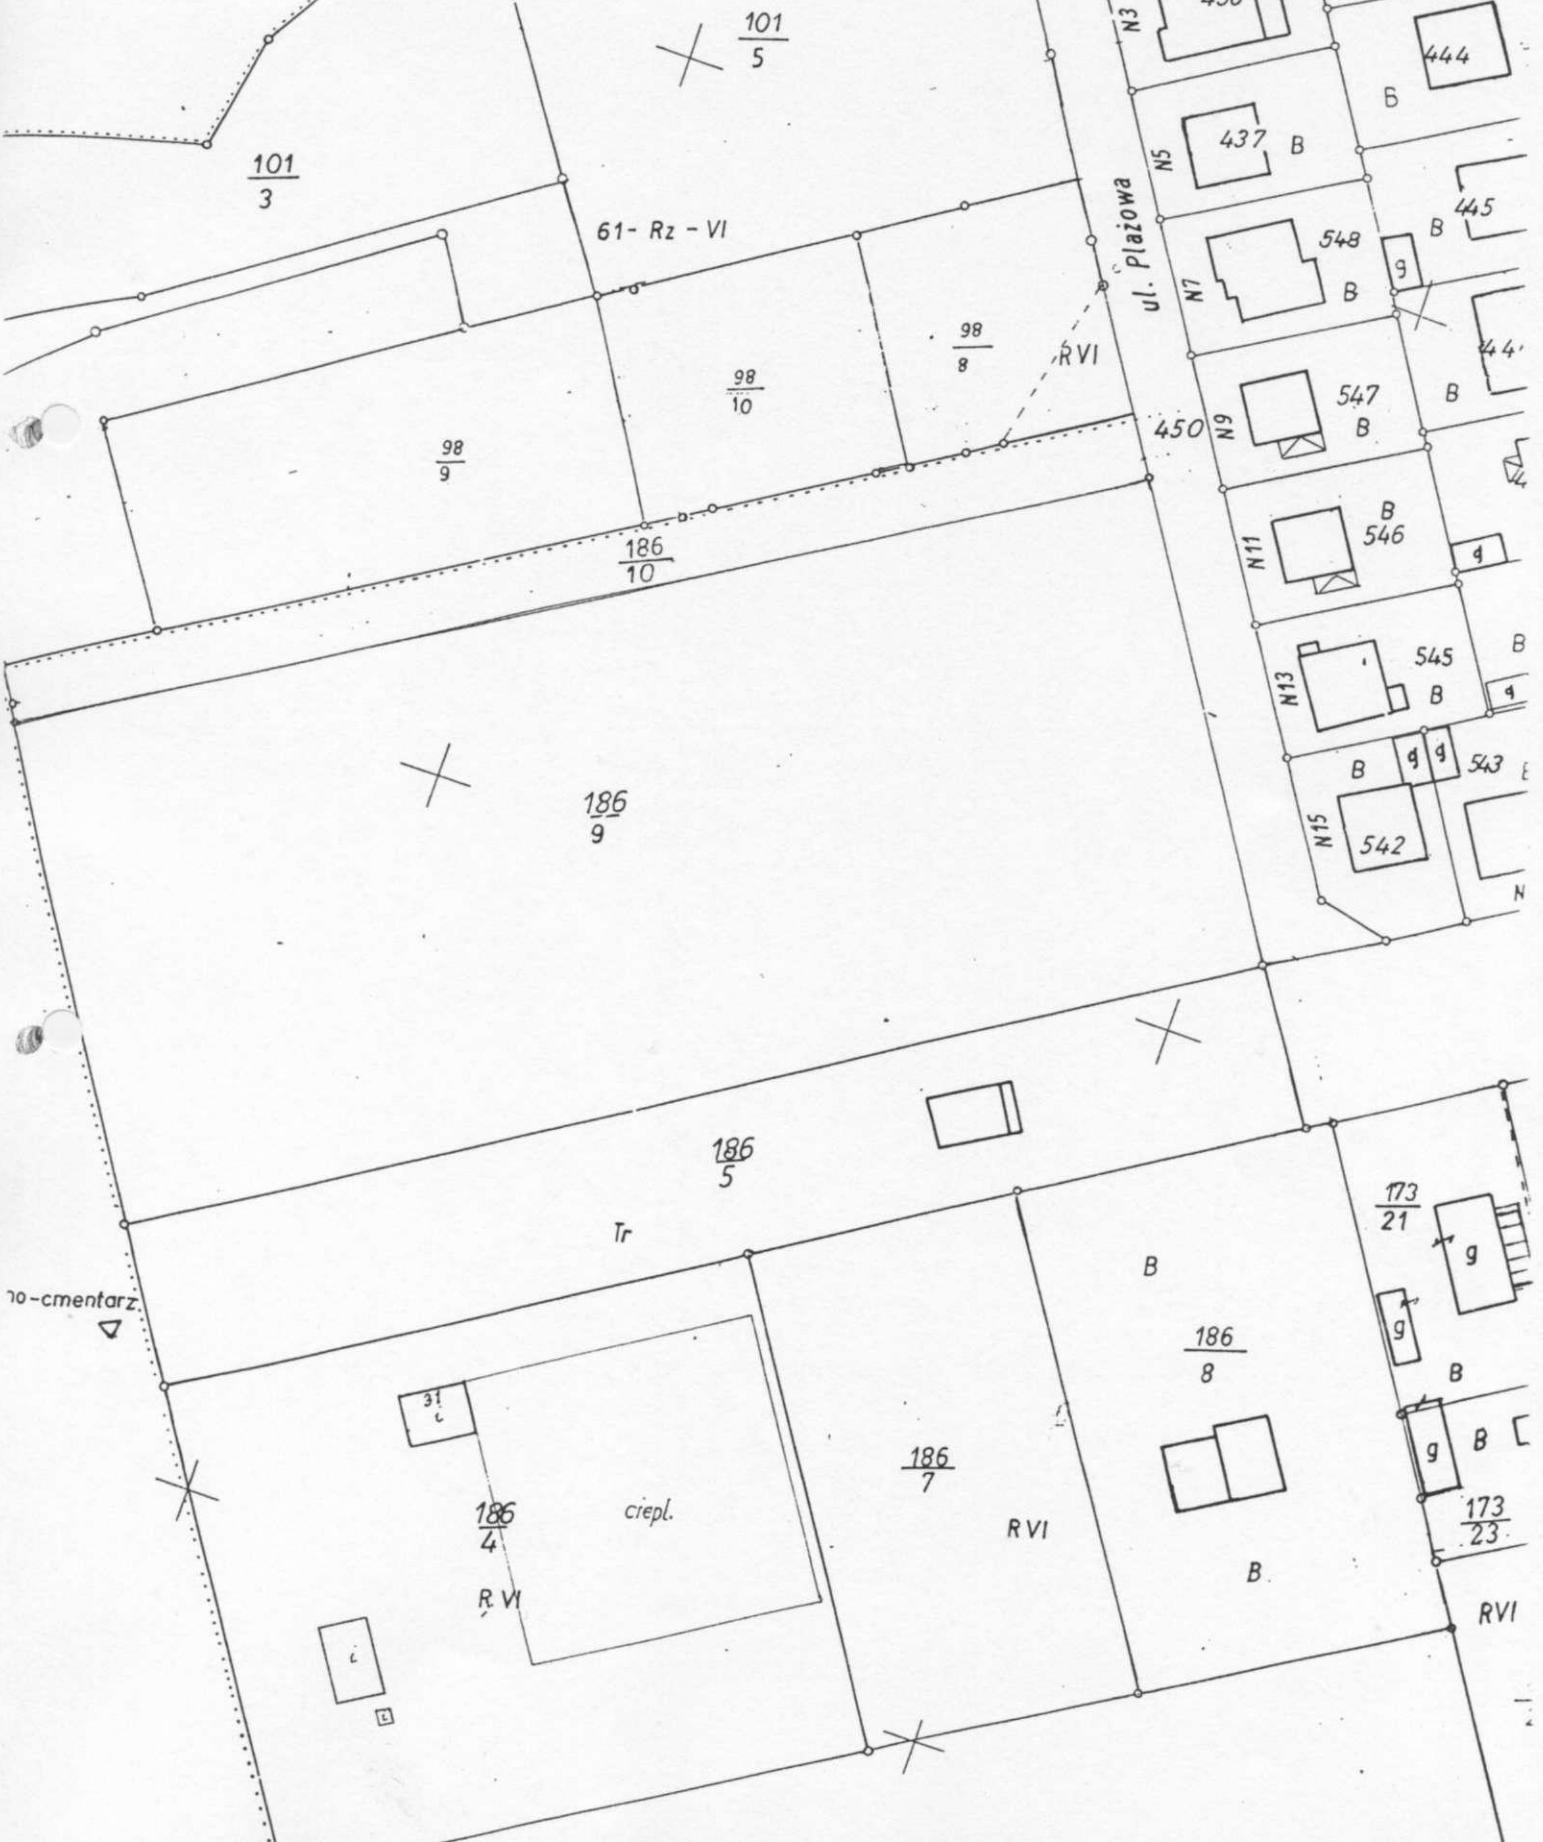 101
5
N3
444
B
101
3
N5
437 B
445
B
61- Rz - VI
ul. Plażowa
548
g
N7
B
98
8
RVI
98
10
N9
547
B
B
450
98
9
B
546
N11
g
186
10
545
B
B
N13
g
g g
543
B
186
9
N15
542
N
186
5
Tr
173
21
g
B
no-cmentarz
186
8
g
B
31
i
186
7
g B
186
4
ciepl.
173
23
RVI
B
R VI
RVI
i
i